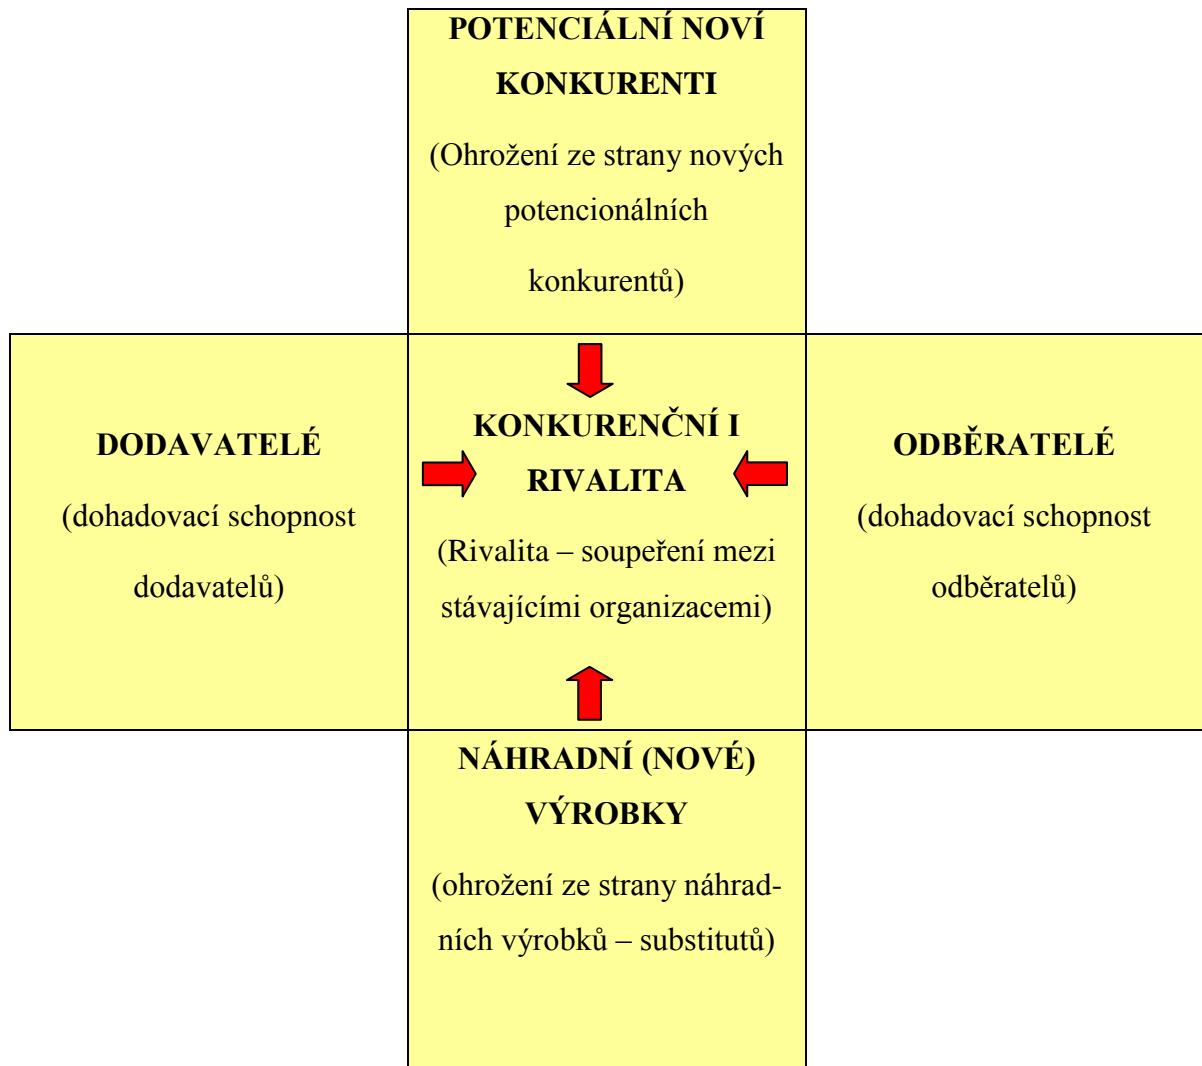 POTENCIÁLNÍ NOVÍ
KONKURENTI
(Ohrožení ze strany nových
potencionálních
konkurentů)
DODAVATELÉ
(dohadovací schopnost
dodavatelů)
KONKURENČNÍ I
RIVALITA
(Rivalita – soupeření mezi
stávajícími organizacemi)
ODBĚRATELÉ
(dohadovací schopnost
odběratelů)
NÁHRADNÍ (NOVÉ)
VÝROBKY
(ohrožení ze strany náhrad-
ních výrobků – substitutů)